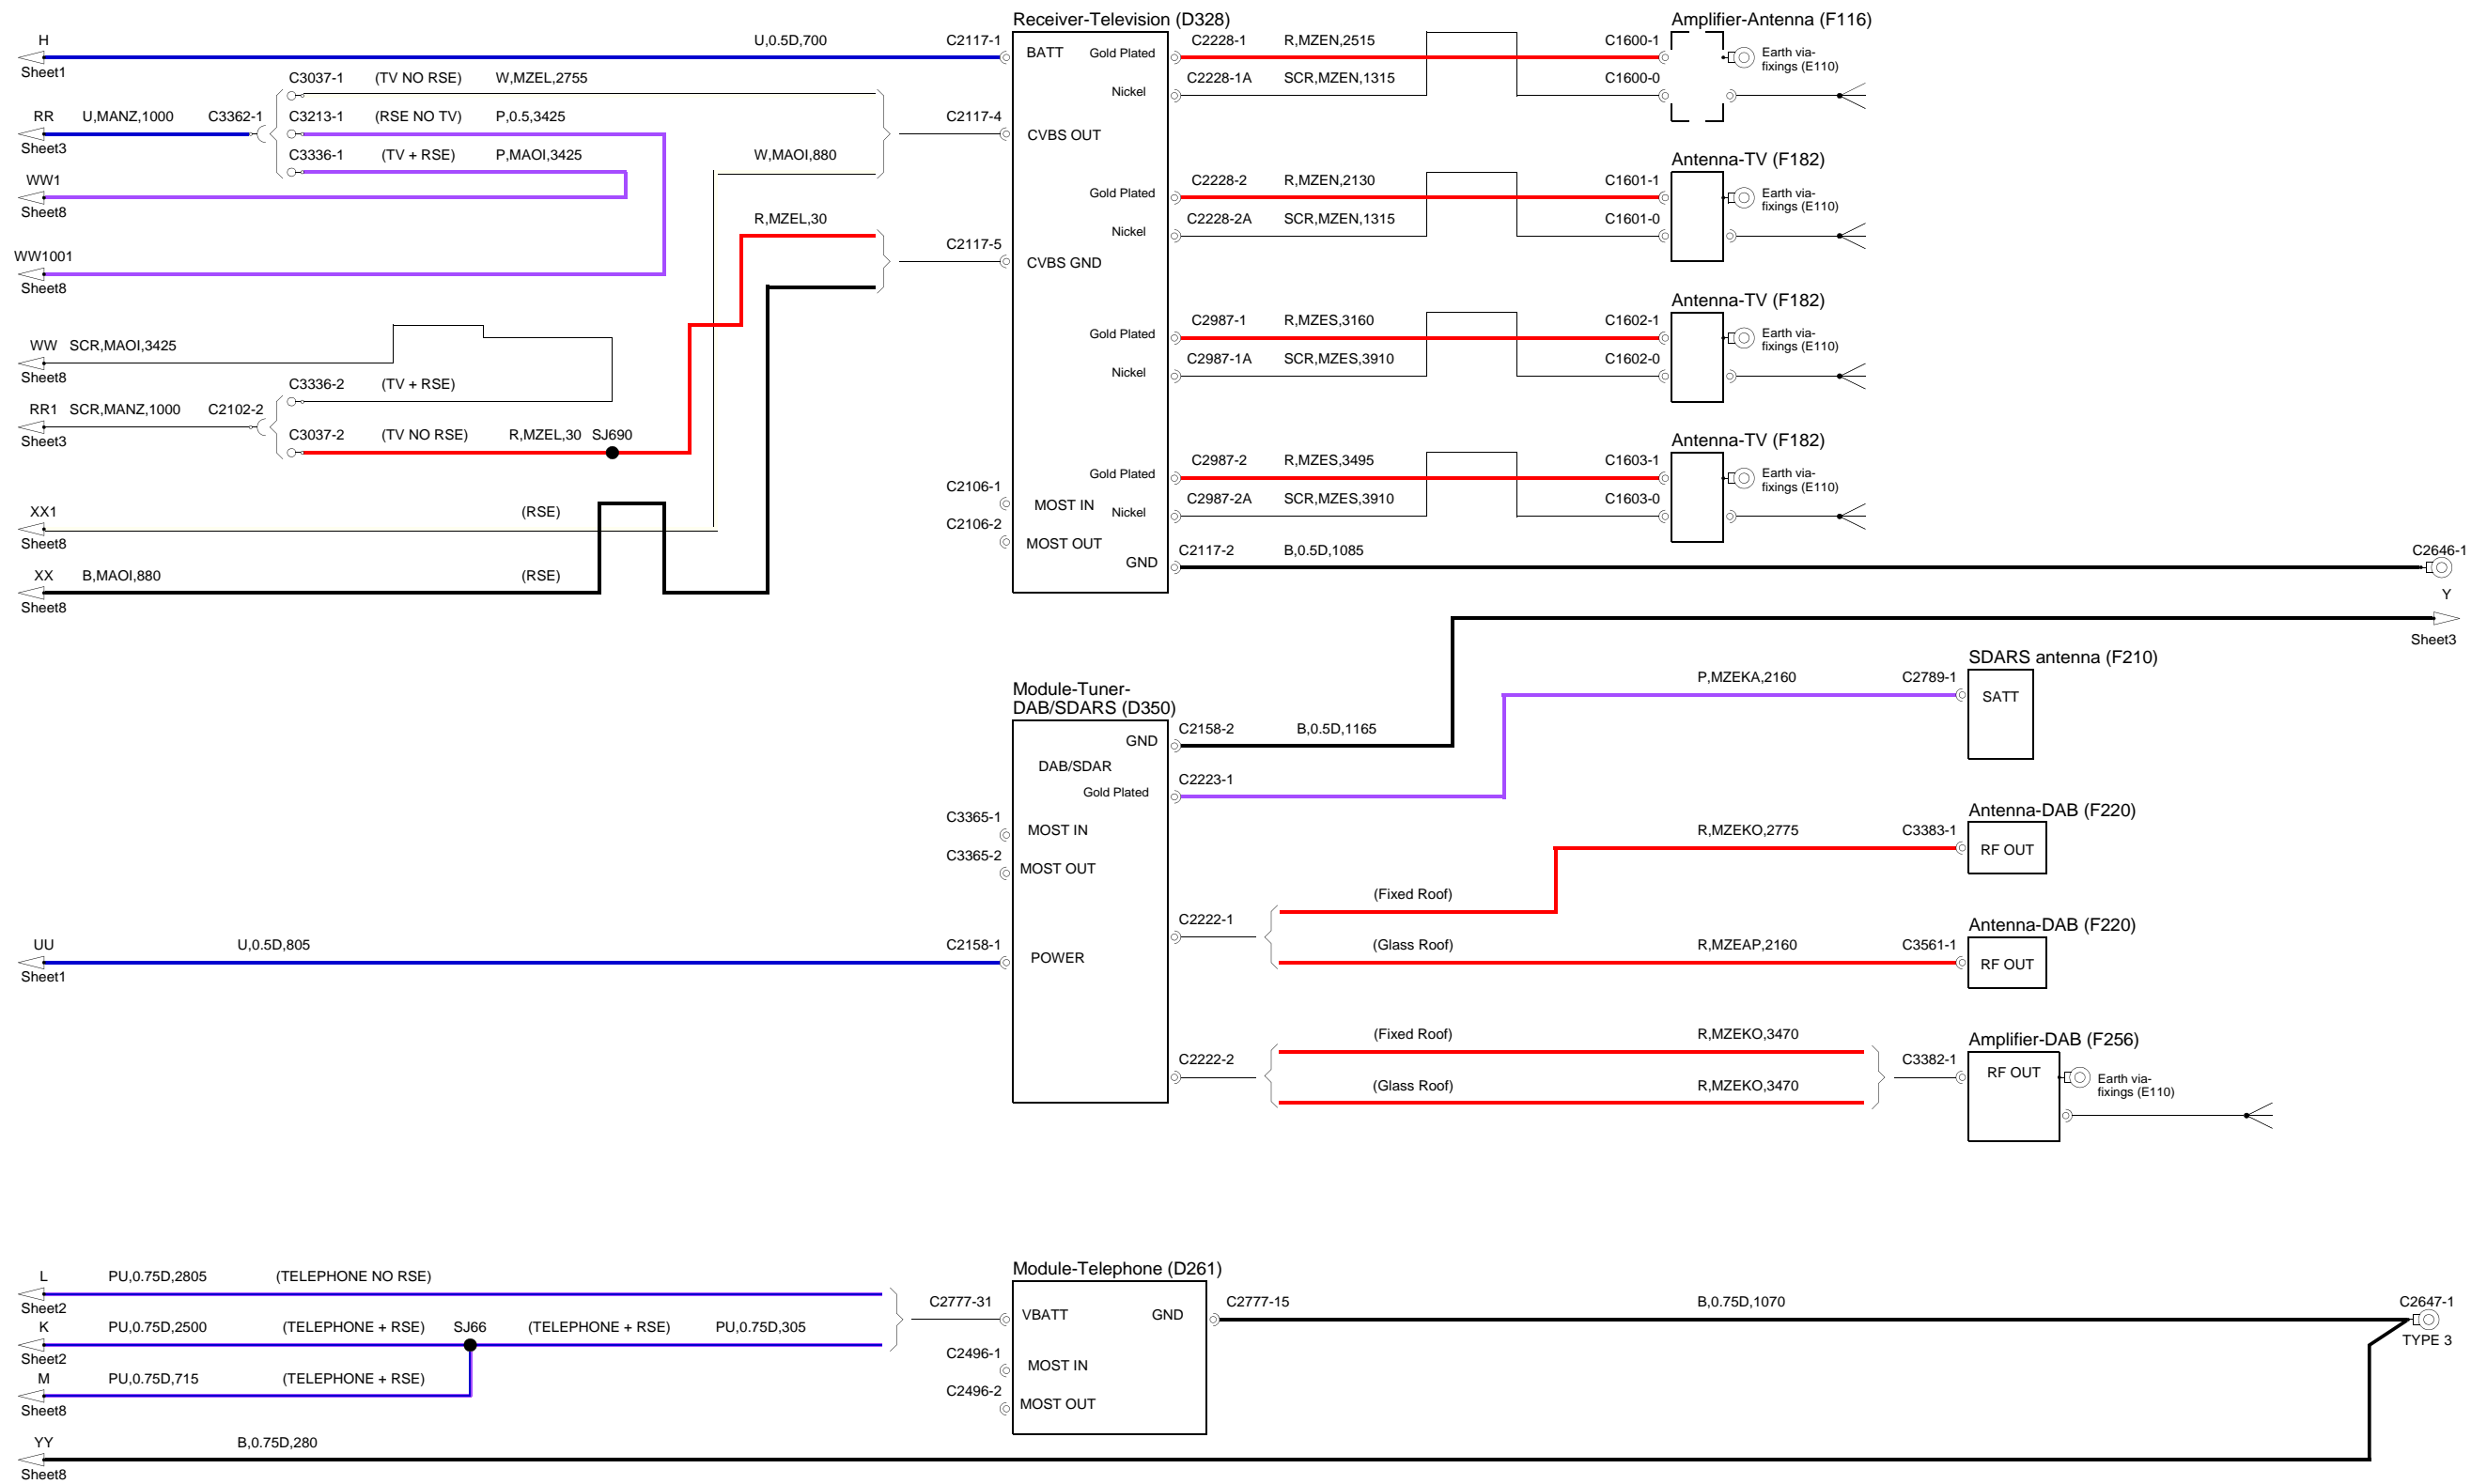 Receiver-Television (D328)
Amplifier-Antenna (F116)
H
U,0.5D,700
C2117-1
BATT
Gold Plated
C2228-1
R,MZEN,2515
C1600-1
Earth via-
fixings (E110)
Sheet1
C3037-1
(TV NO RSE)
W,MZEL,2755
Nickel
C2228-1A
SCR,MZEN,1315
C1600-0
RR
U,MANZ,1000
C3362-1
C3213-1
(RSE NO TV)
P,0.5,3425
C2117-4
CVBS OUT
Sheet3
C3336-1
(TV + RSE)
P,MAOI,3425
W,MAOI,880
Antenna-TV (F182)
WW1
Sheet8
Gold Plated
C2228-2
R,MZEN,2130
C1601-1
Earth via-
fixings (E110)
R,MZEL,30
Nickel
C2228-2A
SCR,MZEN,1315
C1601-0
WW1001
Sheet8
C2117-5
CVBS GND
Antenna-TV (F182)
Gold Plated
C2987-1
R,MZES,3160
C1602-1
Earth via-
fixings (E110)
WW
SCR,MAOI,3425
Sheet8
Nickel
C2987-1A
SCR,MZES,3910
C1602-0
C3336-2
(TV + RSE)
RR1
SCR,MANZ,1000
C2102-2
Sheet3
C3037-2
(TV NO RSE)
R,MZEL,30
SJ690
Antenna-TV (F182)
Gold Plated
C2987-2
R,MZES,3495
C1603-1
Earth via-
fixings (E110)
C2106-1
MOST IN
Nickel
C2987-2A
SCR,MZES,3910
C1603-0
XX1
(RSE)
Sheet8
C2106-2
MOST OUT
GND
C2117-2
B,0.5D,1085
C2646-1
XX
B,MAOI,880
(RSE)
Sheet8
Y
Sheet3
SDARS antenna (F210)
Module-Tuner-
DAB/SDARS (D350)
P,MZEKA,2160
C2789-1
SATT
GND
C2158-2
B,0.5D,1165
DAB/SDAR
Gold Plated
C2223-1
C3365-1
MOST IN
C3365-2
MOST OUT
Antenna-DAB (F220)
R,MZEKO,2775
C3383-1
RF OUT
(Fixed Roof)
C2222-1
(Glass Roof)
R,MZEAP,2160
Antenna-DAB (F220)
C3561-1
RF OUT
UU
U,0.5D,805
C2158-1
POWER
Sheet1
(Fixed Roof)
R,MZEKO,3470
Amplifier-DAB (F256)
C2222-2
C3382-1
RF OUT
Earth via-
fixings (E110)
(Glass Roof)
R,MZEKO,3470
Module-Telephone (D261)
L
PU,0.75D,2805
(TELEPHONE NO RSE)
Sheet2
C2777-31
VBATT
GND
C2777-15
B,0.75D,1070
C2647-1
TYPE 3
K
PU,0.75D,2500
(TELEPHONE + RSE)
SJ66
(TELEPHONE + RSE)
PU,0.75D,305
Sheet2
C2496-1
MOST IN
M
PU,0.75D,715
(TELEPHONE + RSE)
Sheet8
C2496-2
MOST OUT
YY
B,0.75D,280
Sheet8